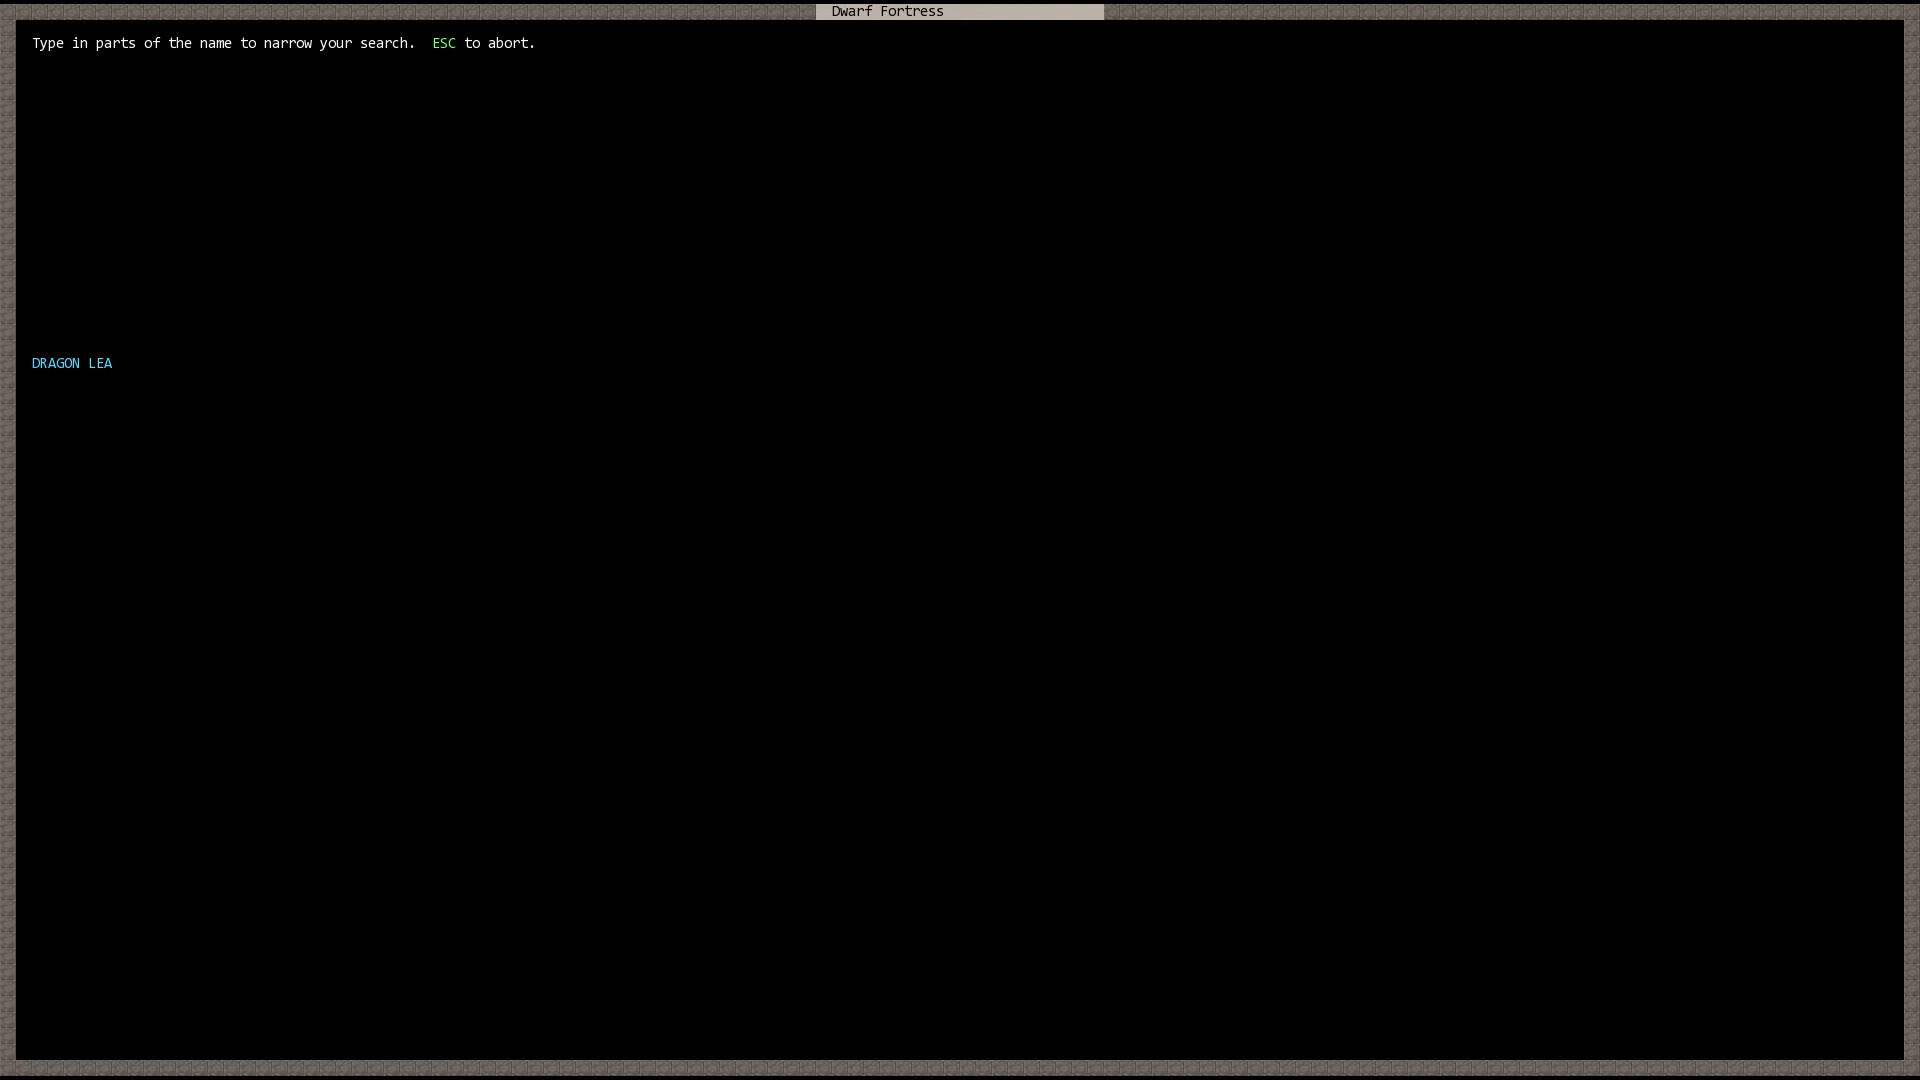 Dwarf Fortress
Type in parts of the name to narrow your search.  ESC to abort.
DRAGON LEA